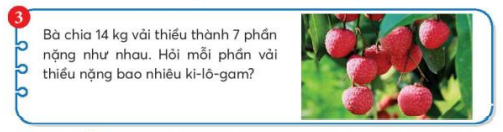 3
Bà chia 14 kg vải thiều thành 7 phần
nặng như nhau. Hỏi mỗi phần vải
thiều nặng bao nhiêu ki-lô-gam?